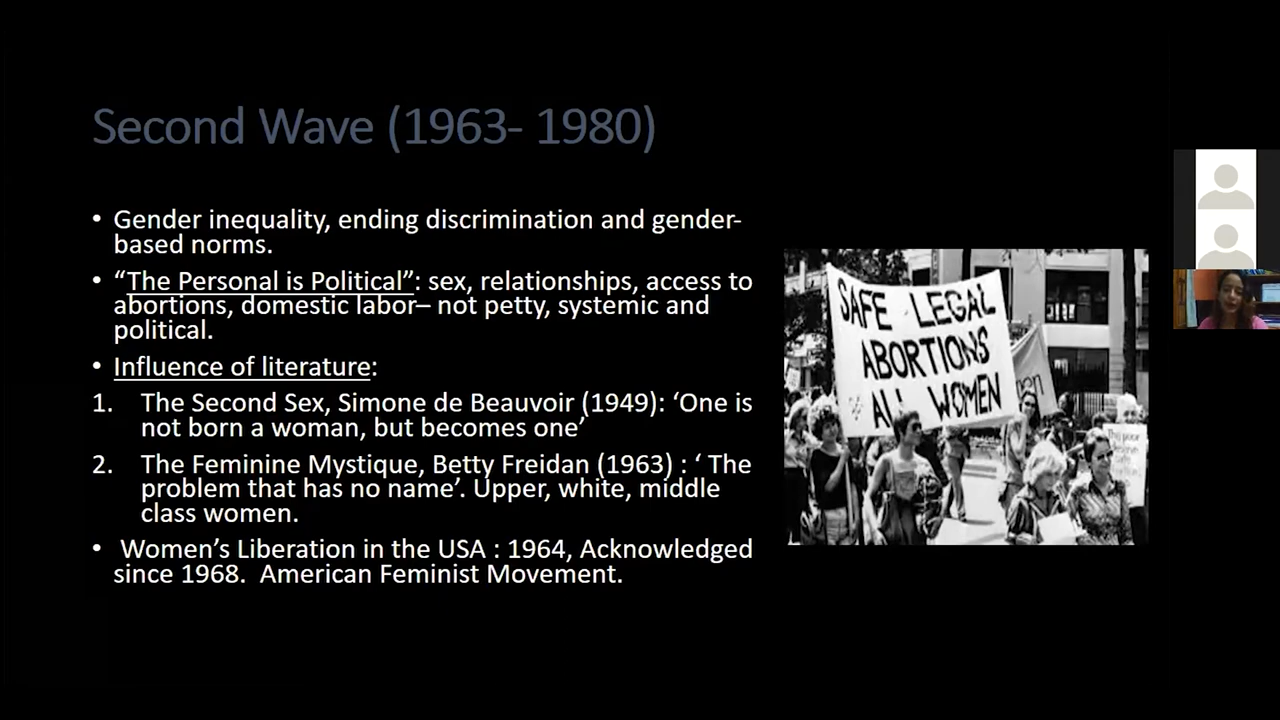 Second Wave (1963- 1980)
• Gender inequality, ending discrimination and gender-
based norms.
• “The Personal is Political”: sex, relationships, access to
abortions, domestic labor– not petty, systemic and
political.
• Influence of literature:
1. The Second Sex, Simone de Beauvoir (1949): ‘One is
not born a woman, but becomes one’
2. The Feminine Mystique, Betty Freidan (1963) : ‘ The
problem that has no name’. Upper, white, middle
class women.
• Women’s Liberation in the USA : 1964, Acknowledged
since 1968.  American Feminist Movement.
SAFE LEGAL
ABORTIONS
ALL WOMEN